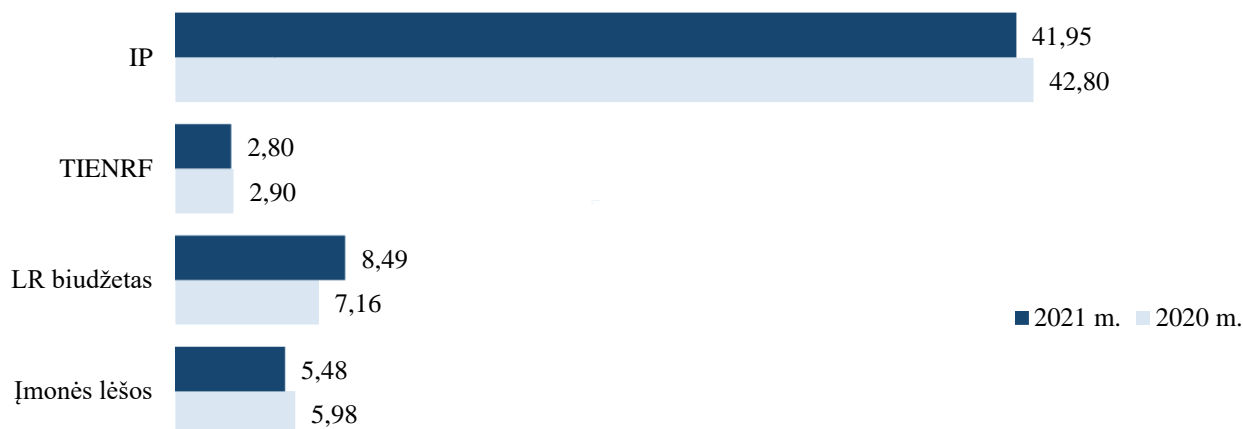 IP
41,95
42,80
TIENRF
2,80
2,90
LR biudžetas
8,49
7,16
2021 m. 2020 m.
Įmonės lėšos
5,48
5,98